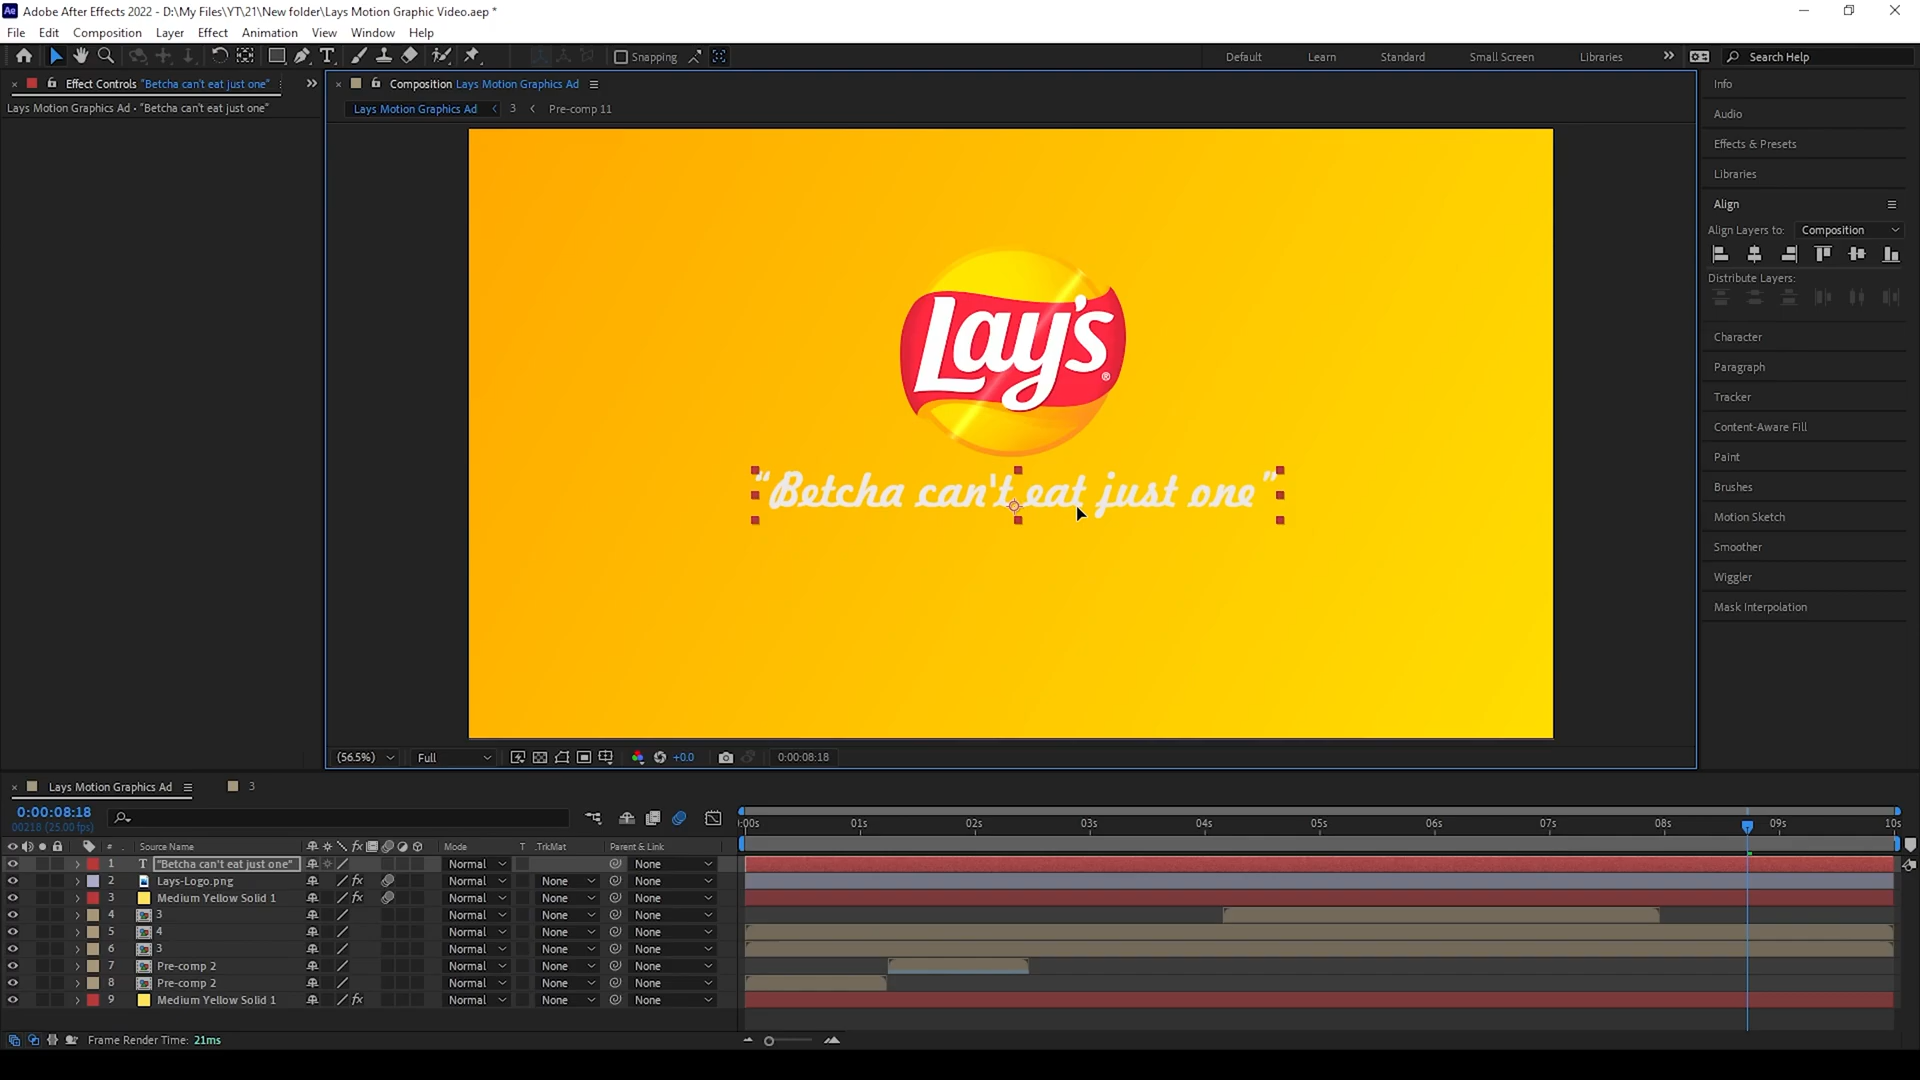 Adobe After Effects 2022 - D:\My Files\YT\21\New folder\Lays Motion Graphic Video.aep *
File Edit Composition Layer Effect Animation View Window Help
Snapping Default Learn Standard Small Screen Libraries Search Help
Effect Controls "Betcha can't eat just one"
Lays Motion Graphics Ad • "Betcha can't eat just one"
Composition Lays Motion Graphics Ad
Lays Motion Graphics Ad 3 Pre-comp 11
Lay's
®
“Betcha can't eat just one”
(56.5%) Full +0.0 0:00:08:18
Info
Audio
Effects & Presets
Libraries
Align
Align Layers to: Composition
Distribute Layers:
Character
Paragraph
Tracker
Content-Aware Fill
Paint
Brushes
Motion Sketch
Smoother
Wiggler
Mask Interpolation
Lays Motion Graphics Ad 3
0:00:08:18
00218 (25.00 fps)
:00s 01s 02s 03s 04s 05s 06s 07s 08s 09s 10s
# Source Name fx Mode T .TrkMat Parent & Link
1 T "Betcha can't eat just one" Normal None
2 Lays-Logo.png fx Normal None None
3 Medium Yellow Solid 1 fx Normal None None
4 3 Normal None None
5 4 Normal None None
6 3 Normal None None
7 Pre-comp 2 Normal None None
8 Pre-comp 2 Normal None None
9 Medium Yellow Solid 1 fx Normal None None
Frame Render Time: 21ms